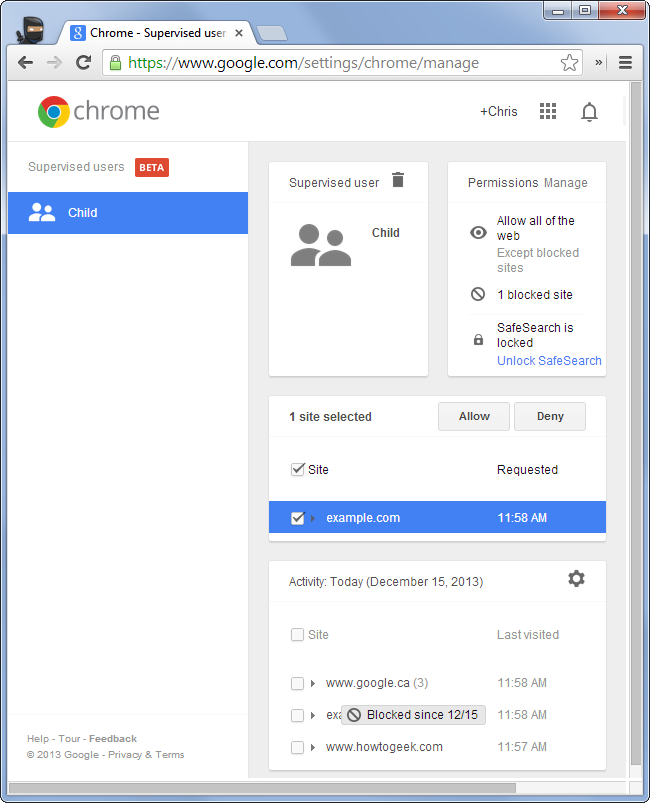 Chrome - Supervised user
https://www.google.com/settings/chrome/manage
chrome
+Chris
Supervised users BETA
Child
Supervised user
Child
Permissions Manage
Allow all of the
web
Except blocked
sites
1 blocked site
SafeSearch is
locked
Unlock SafeSearch
1 site selected Allow Deny
Site Requested
example.com 11:58 AM
Activity: Today (December 15, 2013)
Site Last visited
www.google.ca (3) 11:58 AM
exa Blocked since 12/15 11:58 AM
www.howtogeek.com 11:57 AM
Help - Tour - Feedback
© 2013 Google - Privacy & Terms